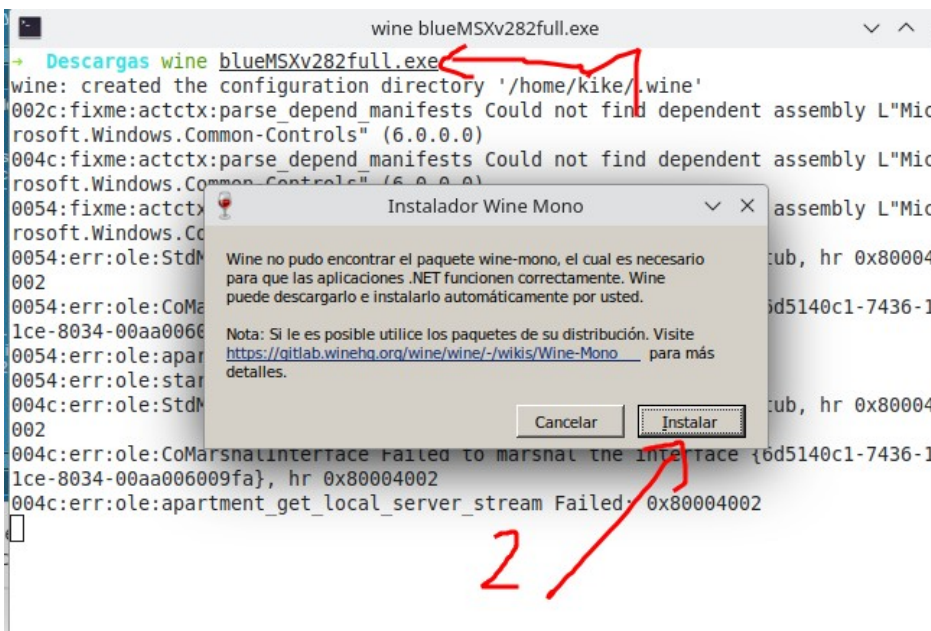 wine blueMSXv282full.exe
→ Descargas wine blueMSXv282full.exe
1
wine: created the configuration directory '/home/kike/.wine'
002c:fixme:actctx:parse_depend_manifests Could not find dependent assembly L"Mic
rosoft.Windows.Common-Controls" (6.0.0.0)
004c:fixme:actctx:parse_depend_manifests Could not find dependent assembly L"Mic
rosoft.Windows.Common-Controls" (6.0.0.0)
0054:fixme:actctx assembly L"Mic
rosoft.Windows.Co
0054:err:ole:StdM tub, hr 0x80004
002
0054:err:ole:CoMa 6d5140c1-7436-1
1ce-8034-00aa0060
0054:err:ole:apar
0054:err:ole:star
004c:err:ole:StdM tub, hr 0x80004
002
004c:err:ole:CoMarshalInterface Failed to marshal the interface {6d5140c1-7436-1
1ce-8034-00aa006009fa}, hr 0x80004002
004c:err:ole:apartment_get_local_server_stream Failed: 0x80004002
Instalador Wine Mono
Wine no pudo encontrar el paquete wine-mono, el cual es necesario
para que las aplicaciones .NET funcionen correctamente. Wine
puede descargarlo e instalarlo automáticamente por usted.
Nota: Si le es posible utilice los paquetes de su distribución. Visite
https://gitlab.winehq.org/wine/wine/-/wikis/Wine-Mono para más
detalles.
Cancelar Instalar
2